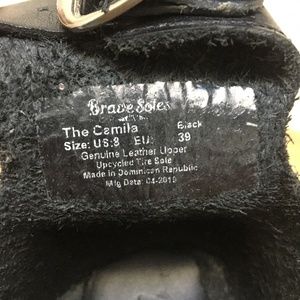 Brave Soles
The Camila Black
Size: US:8 EU: 39
Genuine Leather Upper
Upcycled Tire Sole
Made in Dominican Republic
Mfg Date: 04-2019